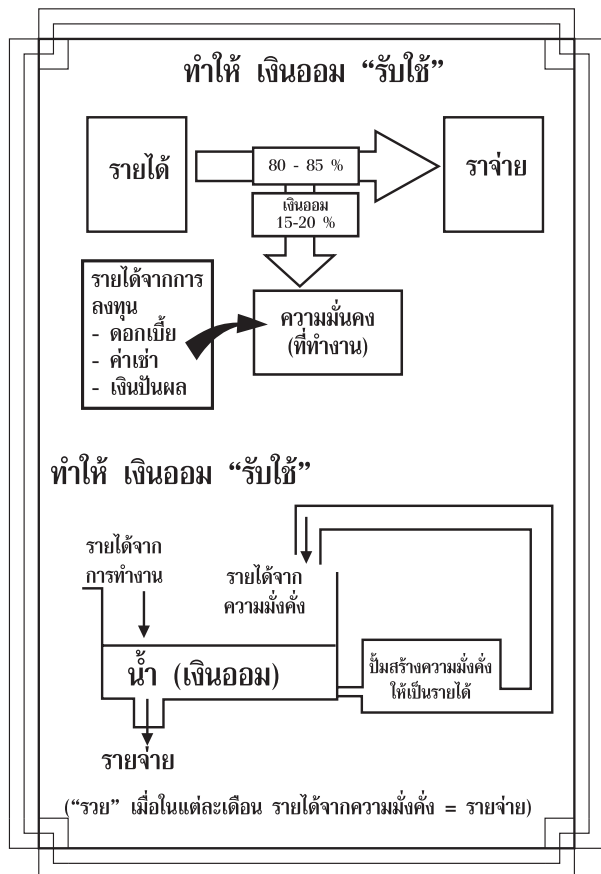 ทำให้ เงินออม “รับใช้”
รายได้
80 - 85 %
ราจ่าย
เงินออม
15-20 %
รายได้จากการ
ลงทุน
- ดอกเบี้ย
- ค่าเช่า
- เงินปันผล
ความมั่นคง
(ที่ทำงาน)
ทำให้ เงินออม “รับใช้”
รายได้จาก
การทำงาน
รายได้จาก
ความมั่งคั่ง
น้ำ (เงินออม)
ปั้มสร้างความมั่งคั่ง
ให้เป็นรายได้
รายจ่าย
(“รวย” เมื่อในแต่ละเดือน รายได้จากความมั่งคั่ง = รายจ่าย)